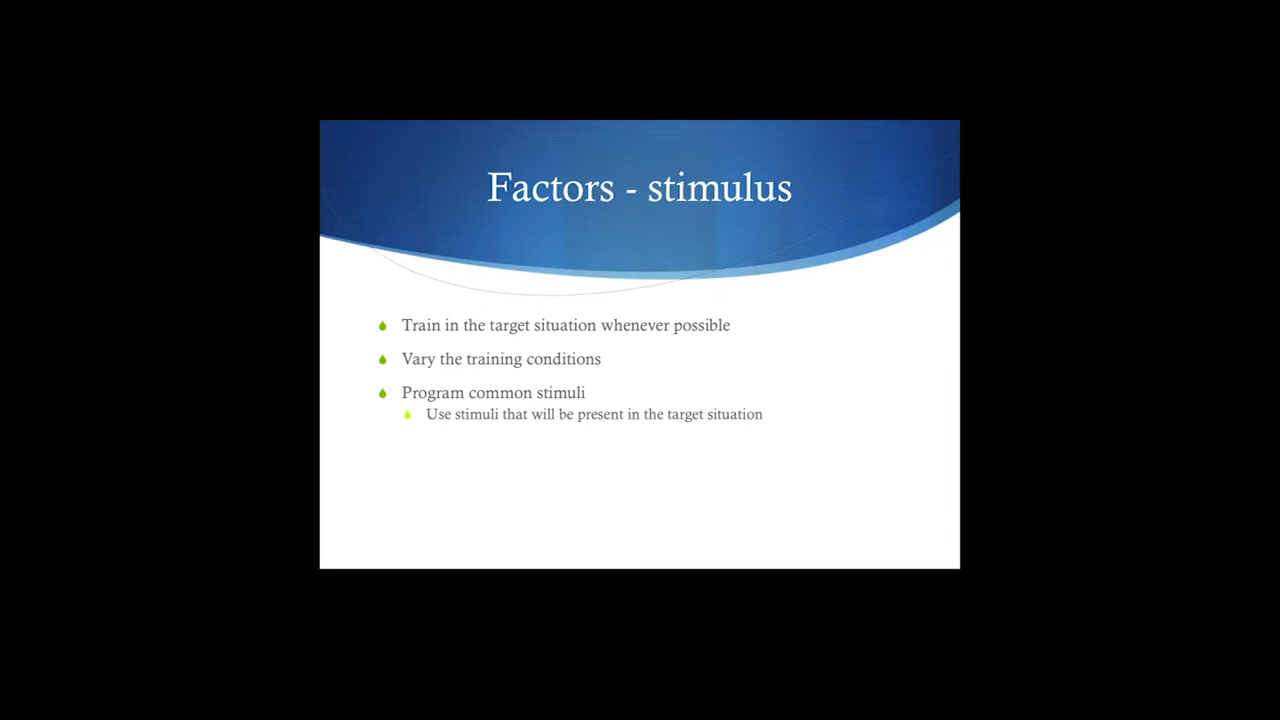 Factors - stimulus
Train in the target situation whenever possible
Vary the training conditions
Program common stimuli
Use stimuli that will be present in the target situation